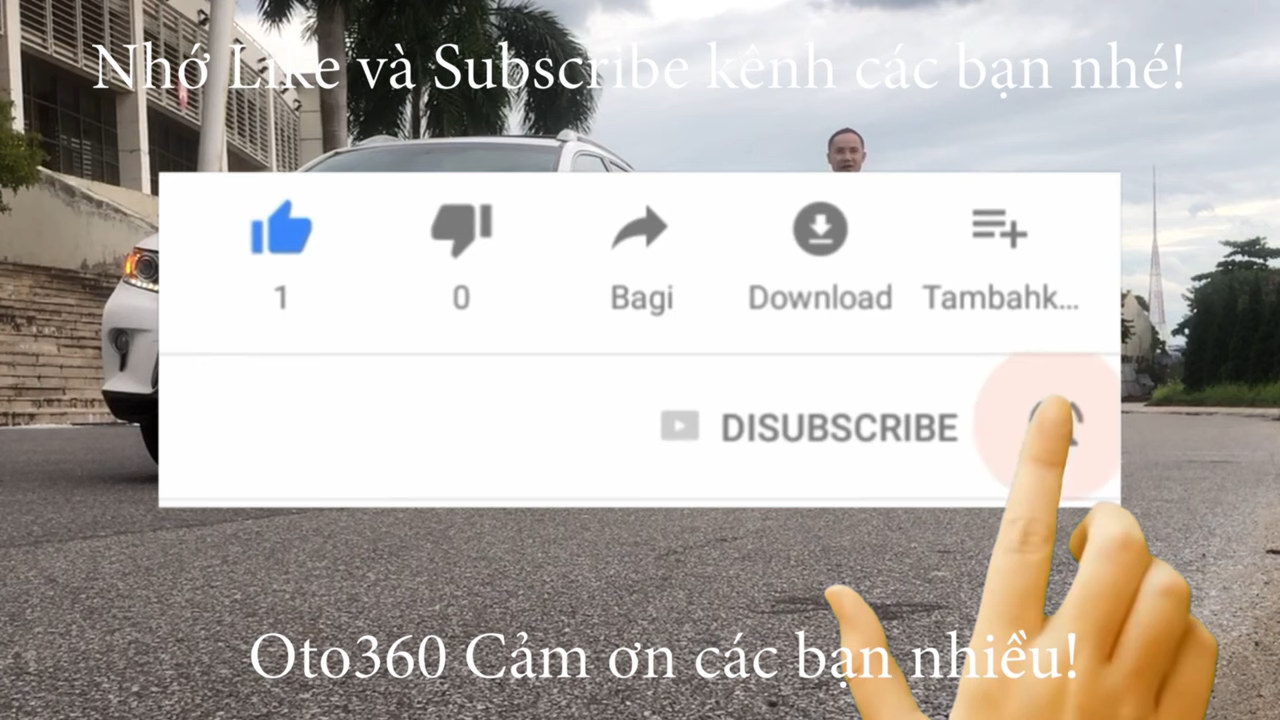 Nhớ Like và Subscribe kênh các bạn nhé!
1
0
Bagi
Download
Tambahk...
DISUBSCRIBE
Oto360 Cảm ơn các bạn nhiều!